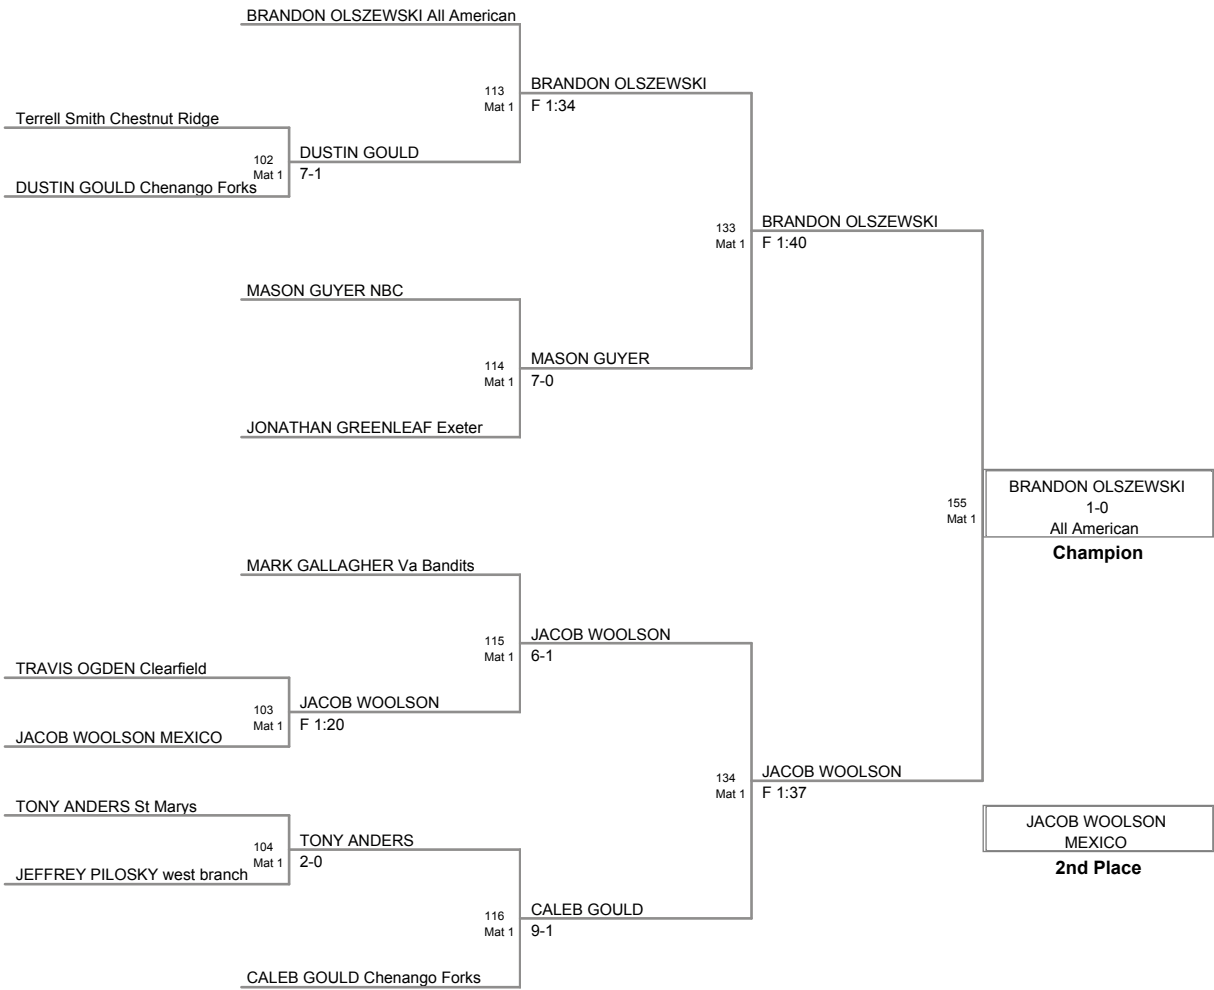 BRANDON OLSZEWSKI All American
113
Mat 1
BRANDON OLSZEWSKI
F 1:34
Terrell Smith Chestnut Ridge
102
Mat 1
DUSTIN GOULD
7-1
DUSTIN GOULD Chenango Forks
133
Mat 1
BRANDON OLSZEWSKI
F 1:40
MASON GUYER NBC
114
Mat 1
MASON GUYER
7-0
JONATHAN GREENLEAF Exeter
155
Mat 1
BRANDON OLSZEWSKI
1-0
All American
Champion
MARK GALLAGHER Va Bandits
115
Mat 1
JACOB WOOLSON
6-1
TRAVIS OGDEN Clearfield
103
Mat 1
JACOB WOOLSON
F 1:20
JACOB WOOLSON MEXICO
134
Mat 1
JACOB WOOLSON
F 1:37
TONY ANDERS St Marys
104
Mat 1
TONY ANDERS
2-0
JEFFREY PILOSKY west branch
JACOB WOOLSON
MEXICO
2nd Place
116
Mat 1
CALEB GOULD
9-1
CALEB GOULD Chenango Forks